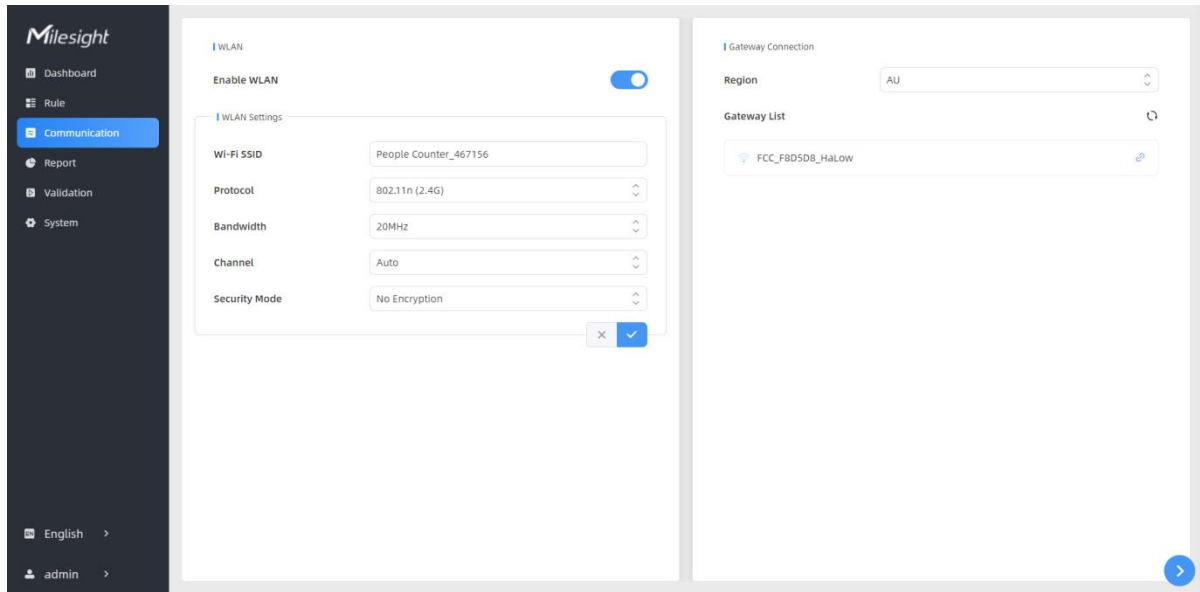 Milesight
Dashboard
Rule
Communication
Report
Validation
System
EN English >
admin >
WLAN
Enable WLAN
WLAN Settings
Wi-Fi SSID People Counter_467156
Protocol 802.11n (2.4G)
Bandwidth 20MHz
Channel Auto
Security Mode No Encryption
Gateway Connection
Region AU
Gateway List
FCC_F8D5D8_HaLow